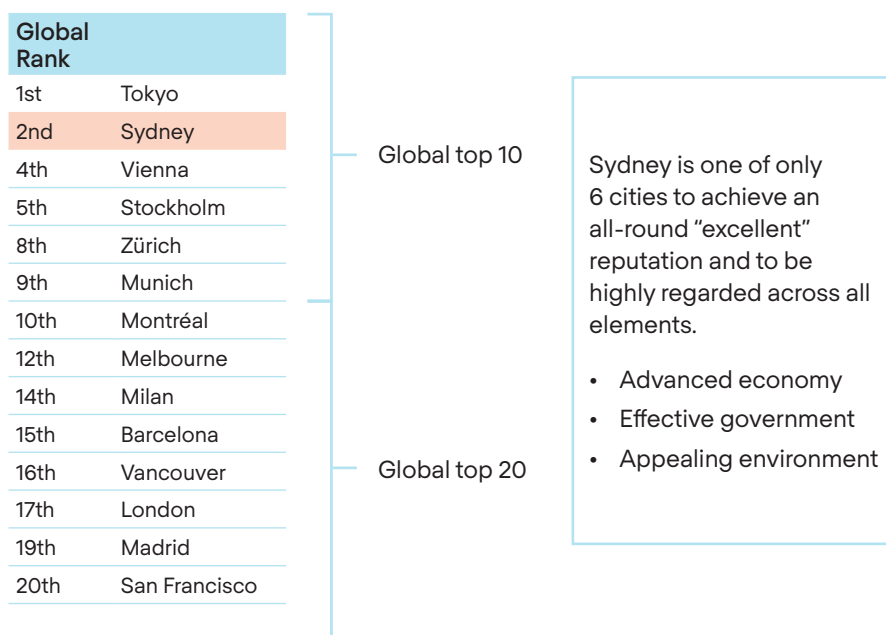 Global
Rank
1st Tokyo
2nd Sydney
4th Vienna
5th Stockholm
8th Zürich
9th Munich
10th Montréal
12th Melbourne
14th Milan
15th Barcelona
16th Vancouver
17th London
19th Madrid
20th San Francisco
Global top 10
Global top 20
Sydney is one of only
6 cities to achieve an
all-round “excellent”
reputation and to be
highly regarded across all
elements.
• Advanced economy
• Effective government
• Appealing environment